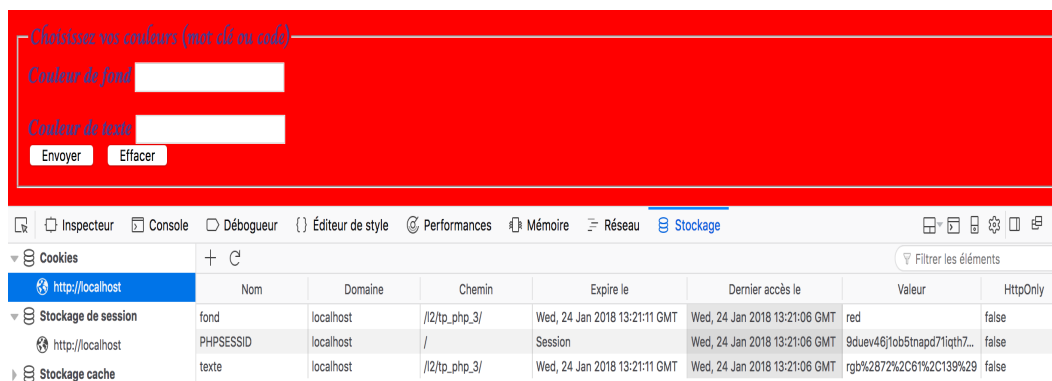 Choisissez vos couleurs (mot clé ou code)
Couleur de fond
Couleur de texte
Envoyer Effacer
Inspecteur Console Débogueur {} Éditeur de style Performances Mémoire Réseau Stockage
Cookies
Filtrer les éléments
http://localhost
Nom Domaine Chemin Expire le Dernier accès le Valeur HttpOnly
Stockage de session
fond localhost /l2/tp_php_3/ Wed, 24 Jan 2018 13:21:11 GMT Wed, 24 Jan 2018 13:21:06 GMT red false
http://localhost
PHPSESSID localhost / Session Wed, 24 Jan 2018 13:21:06 GMT 9duev46j1ob5tnapd71iqth7... false
Stockage cache
texte localhost /l2/tp_php_3/ Wed, 24 Jan 2018 13:21:11 GMT Wed, 24 Jan 2018 13:21:06 GMT rgb%2872%2C61%2C139%29 false